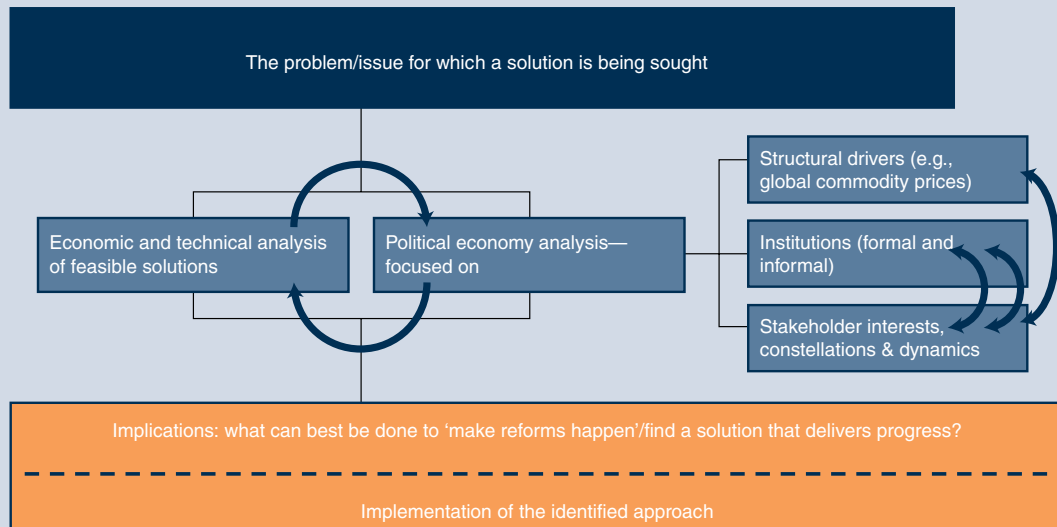 The problem/issue for which a solution is being sought
Economic and technical analysis
of feasible solutions
Political economy analysis—
focused on
Structural drivers (e.g.,
global commodity prices)
Institutions (formal and
informal)
Stakeholder interests,
constellations & dynamics
Implications: what can best be done to ‘make reforms happen’/find a solution that delivers progress?
Implementation of the identified approach